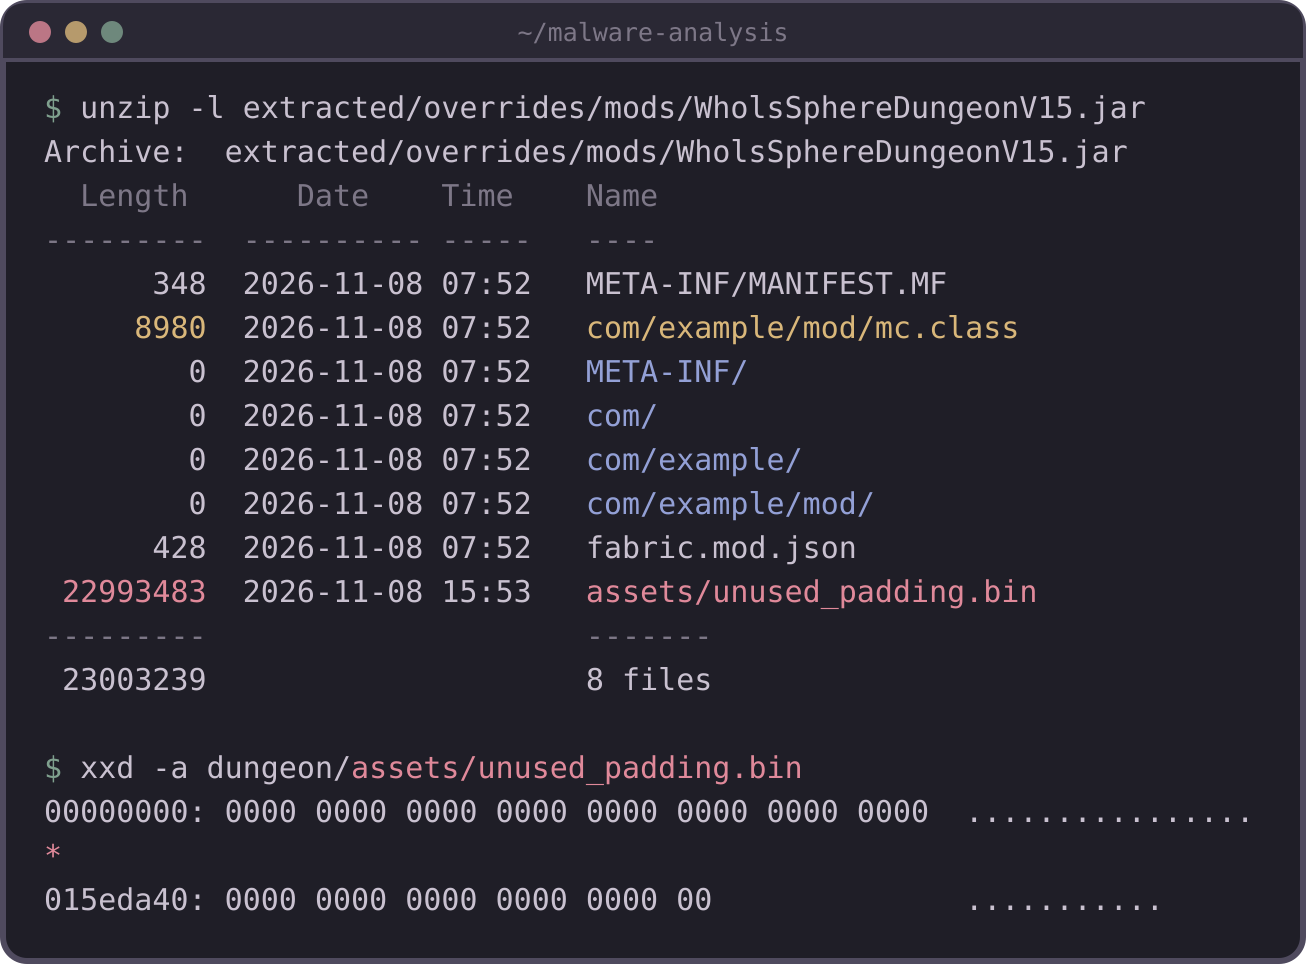 ~/malware-analysis
$ unzip -l extracted/overrides/mods/WholsSphereDungeonV15.jar
Archive:  extracted/overrides/mods/WholsSphereDungeonV15.jar
  Length      Date    Time    Name
---------  ---------- -----   ----
      348  2026-11-08 07:52   META-INF/MANIFEST.MF
     8980  2026-11-08 07:52   com/example/mod/mc.class
        0  2026-11-08 07:52   META-INF/
        0  2026-11-08 07:52   com/
        0  2026-11-08 07:52   com/example/
        0  2026-11-08 07:52   com/example/mod/
      428  2026-11-08 07:52   fabric.mod.json
 22993483  2026-11-08 15:53   assets/unused_padding.bin
---------                     -------
 23003239                     8 files
$ xxd -a dungeon/assets/unused_padding.bin
00000000: 0000 0000 0000 0000 0000 0000 0000 0000  ................
*
015eda40: 0000 0000 0000 0000 0000 00              ...........